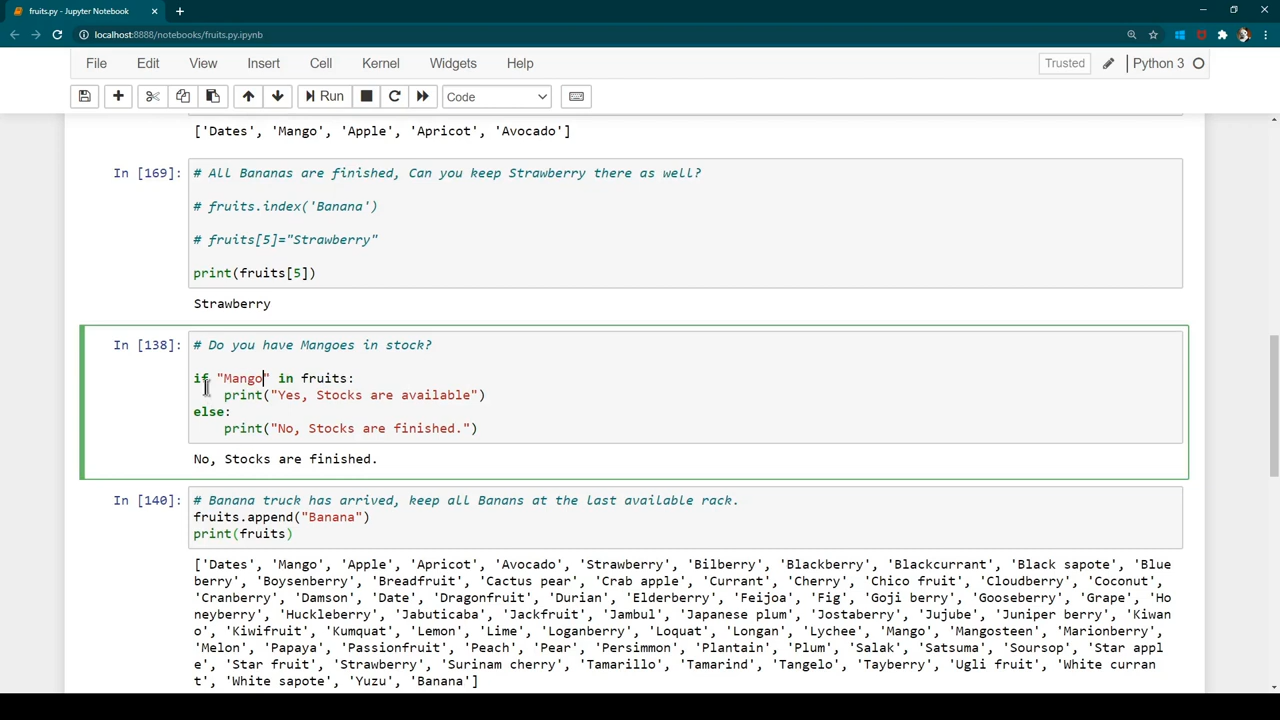 fruits.py - Jupyter Notebook
localhost:8888/notebooks/fruits.py.ipynb
File Edit View Insert Cell Kernel Widgets Help
Trusted Python 3
Run Code
['Dates', 'Mango', 'Apple', 'Apricot', 'Avocado']
In [169]: # All Bananas are finished, Can you keep Strawberry there as well?
# fruits.index('Banana')
# fruits[5]="Strawberry"
print(fruits[5])
Strawberry
In [138]: # Do you have Mangoes in stock?
if "Mango" in fruits:
print("Yes, Stocks are available")
else:
print("No, Stocks are finished.")
No, Stocks are finished.
In [140]: # Banana truck has arrived, keep all Banans at the last available rack.
fruits.append("Banana")
print(fruits)
['Dates', 'Mango', 'Apple', 'Apricot', 'Avocado', 'Strawberry', 'Bilberry', 'Blackberry', 'Blackcurrant', 'Black sapote', 'Blue
berry', 'Boysenberry', 'Breadfruit', 'Cactus pear', 'Crab apple', 'Currant', 'Cherry', 'Chico fruit', 'Cloudberry', 'Coconut',
'Cranberry', 'Damson', 'Date', 'Dragonfruit', 'Durian', 'Elderberry', 'Feijoa', 'Fig', 'Goji berry', 'Gooseberry', 'Grape', 'Ho
neyberry', 'Huckleberry', 'Jabuticaba', 'Jackfruit', 'Jambul', 'Japanese plum', 'Jostaberry', 'Jujube', 'Juniper berry', 'Kiwan
o', 'Kiwifruit', 'Kumquat', 'Lemon', 'Lime', 'Loganberry', 'Loquat', 'Longan', 'Lychee', 'Mango', 'Mangosteen', 'Marionberry',
'Melon', 'Papaya', 'Passionfruit', 'Peach', 'Pear', 'Persimmon', 'Plantain', 'Plum', 'Salak', 'Satsuma', 'Soursop', 'Star appl
e', 'Star fruit', 'Strawberry', 'Surinam cherry', 'Tamarillo', 'Tamarind', 'Tangelo', 'Tayberry', 'Ugli fruit', 'White curran
t', 'White sapote', 'Yuzu', 'Banana']